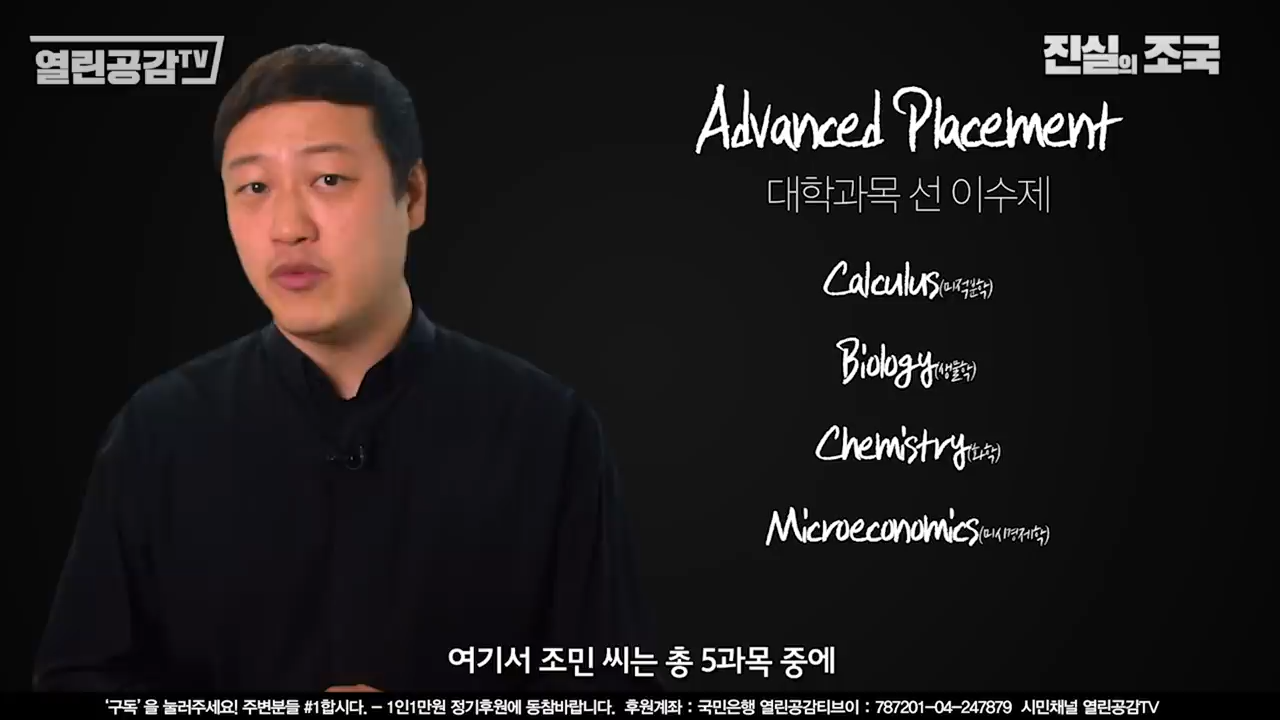 열린공감TV
진실의 조국
Advanced Placement
대학과목 선 이수제
Calculus(미적분학)
Biology(생물학)
Chemistry(화학)
Microeconomics(미시경제학)
여기서 조민 씨는 총 5과목 중에
'구독'을 눌러주세요! 주변분들 #1합시다. - 1인1만원 정기후원에 동참바랍니다. 후원계좌 : 국민은행 열린공감티브이 : 787201-04-247879 시민채널 열린공감TV